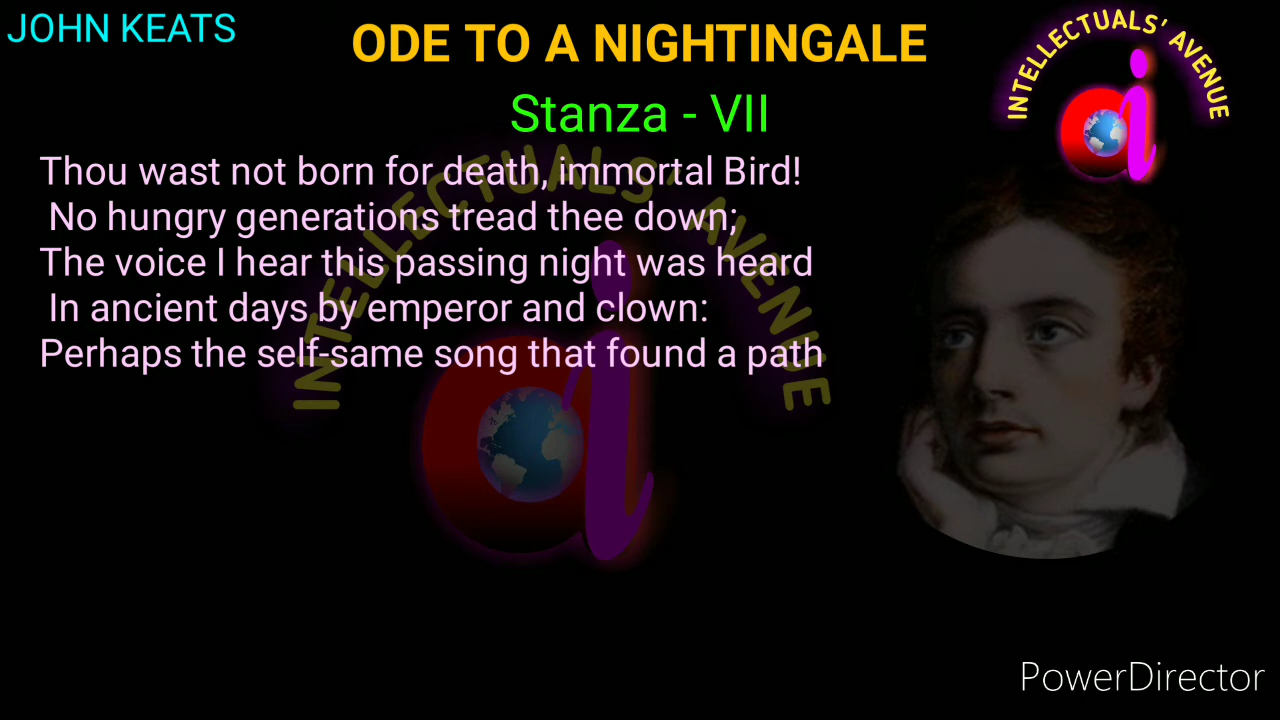 JOHN KEATS
ODE TO A NIGHTINGALE
INTELLECTUALS' AVENUE
ai
Stanza - VII
Thou wast not born for death, immortal Bird!
No hungry generations tread thee down;
The voice I hear this passing night was heard
In ancient days by emperor and clown:
Perhaps the self-same song that found a path
INTELLECTUALS' AVENUE
ai
PowerDirector